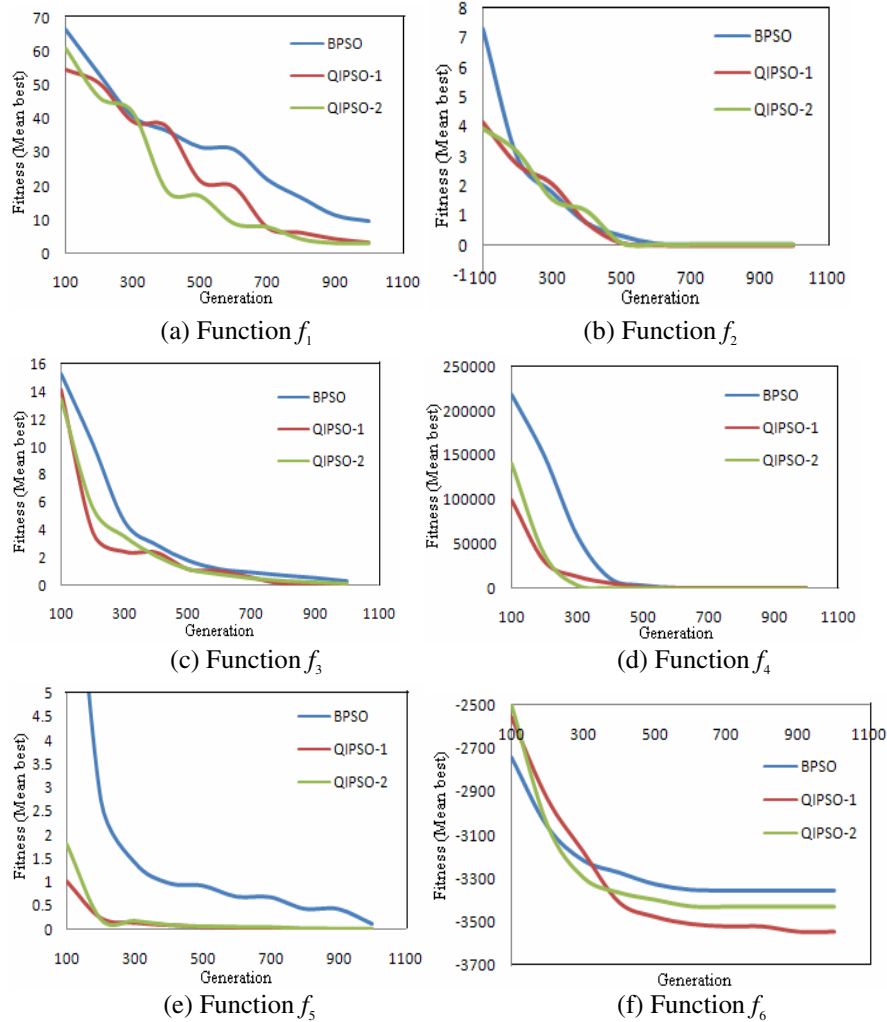 70
60
50
40
30
20
10
0
Fitness (Mean best)
BPSO
QIPSO-1
QIPSO-2
100 300 500 700 900 1100
Generation
(a) Function f1
8
7
6
5
4
3
2
1
0
-1
Fitness (Mean best)
BPSO
QIPSO-1
QIPSO-2
100 300 500 700 900 1100
Generation
(b) Function f2
16
14
12
10
8
6
4
2
0
Fitness (Mean best)
BPSO
QIPSO-1
QIPSO-2
100 300 500 700 900 1100
Generation
(c) Function f3
250000
200000
150000
100000
50000
0
Fitness (Mean best)
BPSO
QIPSO-1
QIPSO-2
100 300 500 700 900 1100
Generation
(d) Function f4
5
4.5
4
3.5
3
2.5
2
1.5
1
0.5
0
Fitness (Mean best)
BPSO
QIPSO-1
QIPSO-2
100 300 500 700 900 1100
Generation
(e) Function f5
-2500
-2700
-2900
-3100
-3300
-3500
-3700
Fitness (Mean best)
100 300 500 700 900 1100
BPSO
QIPSO-1
QIPSO-2
Generation
(f) Function f6